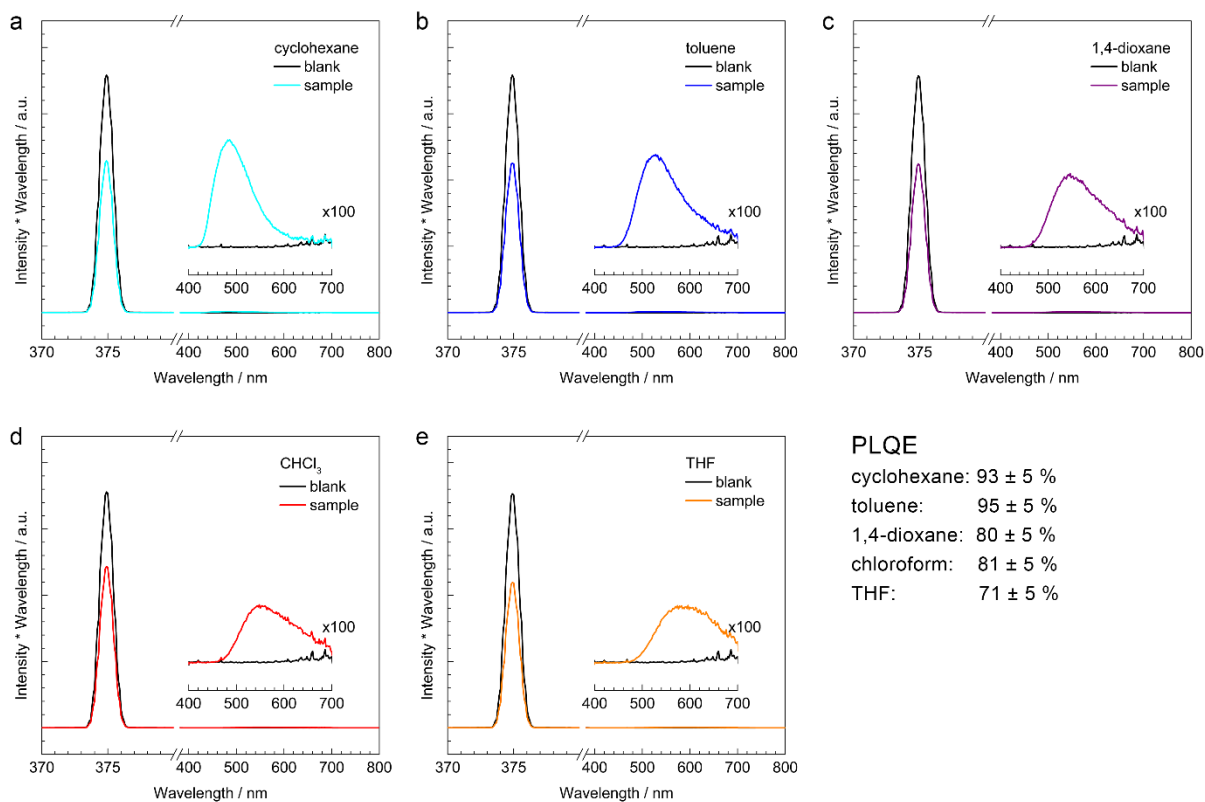 a
cyclohexane
blank
sample
x100
400 500 600 700
370 375 400 500 600 700 800
Wavelength / nm
Intensity * Wavelength / a.u.
b
toluene
blank
sample
x100
400 500 600 700
370 375 400 500 600 700 800
Wavelength / nm
Intensity * Wavelength / a.u.
c
1,4-dioxane
blank
sample
x100
400 500 600 700
370 375 400 500 600 700 800
Wavelength / nm
Intensity * Wavelength / a.u.
d
CHCl₃
blank
sample
x100
400 500 600 700
370 375 400 500 600 700 800
Wavelength / nm
Intensity * Wavelength / a.u.
e
THF
blank
sample
x100
400 500 600 700
370 375 400 500 600 700 800
Wavelength / nm
Intensity * Wavelength / a.u.
PLQE
cyclohexane: 93 ± 5 %
toluene: 95 ± 5 %
1,4-dioxane: 80 ± 5 %
chloroform: 81 ± 5 %
THF: 71 ± 5 %